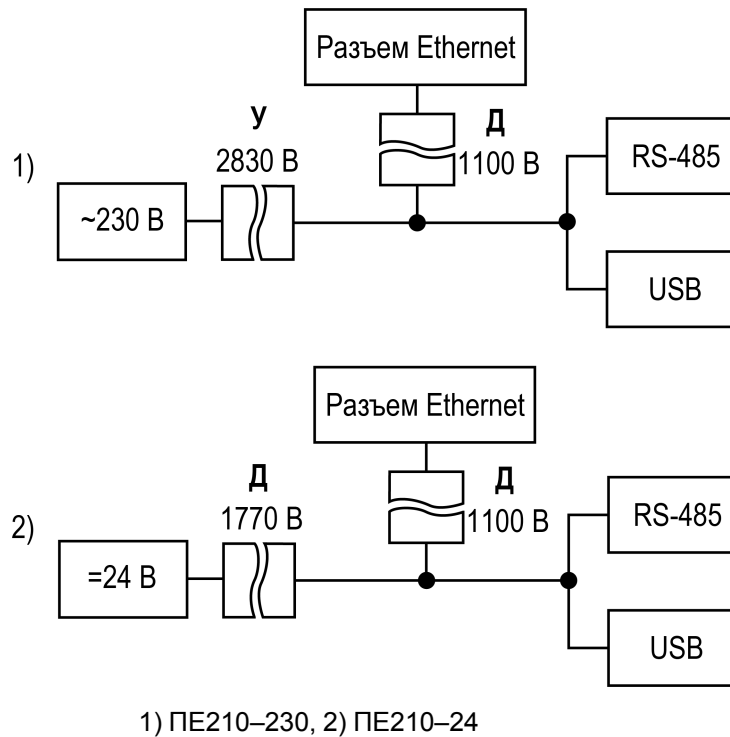 Разъем Ethernet
У
2830 В
Д
1100 В
RS-485
1)
~230 В
USB
Разъем Ethernet
Д
1770 В
Д
1100 В
RS-485
2)
=24 В
USB
1) ПЕ210–230, 2) ПЕ210–24